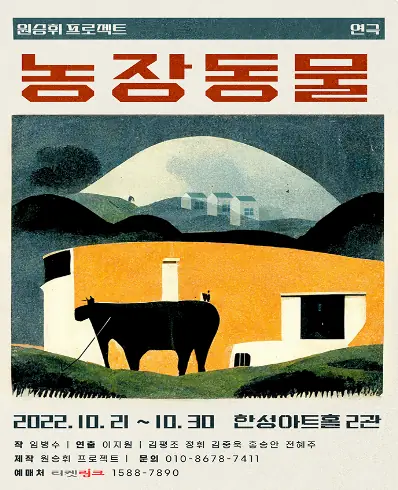 원승휘 프로젝트 연극
농장동물
2022.10.21 ~ 10.30 한성아트홀 2관
작 임병수 | 연출 이지원 | 김평조 정휘 김중욱 홍승안 전혜주
제작 원승휘 프로젝트 | 문의 010-8678-7411
예매처 티켓링크 1588-7890